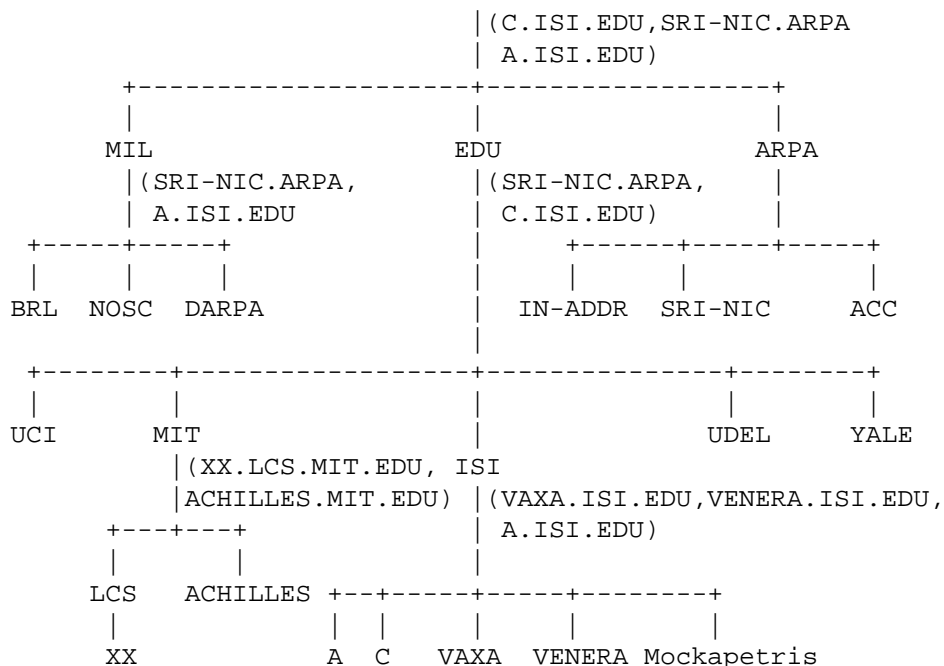 (C.ISI.EDU,SRI-NIC.ARPA
A.ISI.EDU)
MIL EDU ARPA
(SRI-NIC.ARPA, (SRI-NIC.ARPA,
A.ISI.EDU C.ISI.EDU)
BRL NOSC DARPA IN-ADDR SRI-NIC ACC
UCI MIT UDEL YALE
(XX.LCS.MIT.EDU, ISI
ACHILLES.MIT.EDU) (VAXA.ISI.EDU,VENERA.ISI.EDU,
A.ISI.EDU)
LCS ACHILLES
XX A C VAXA VENERA Mockapetris